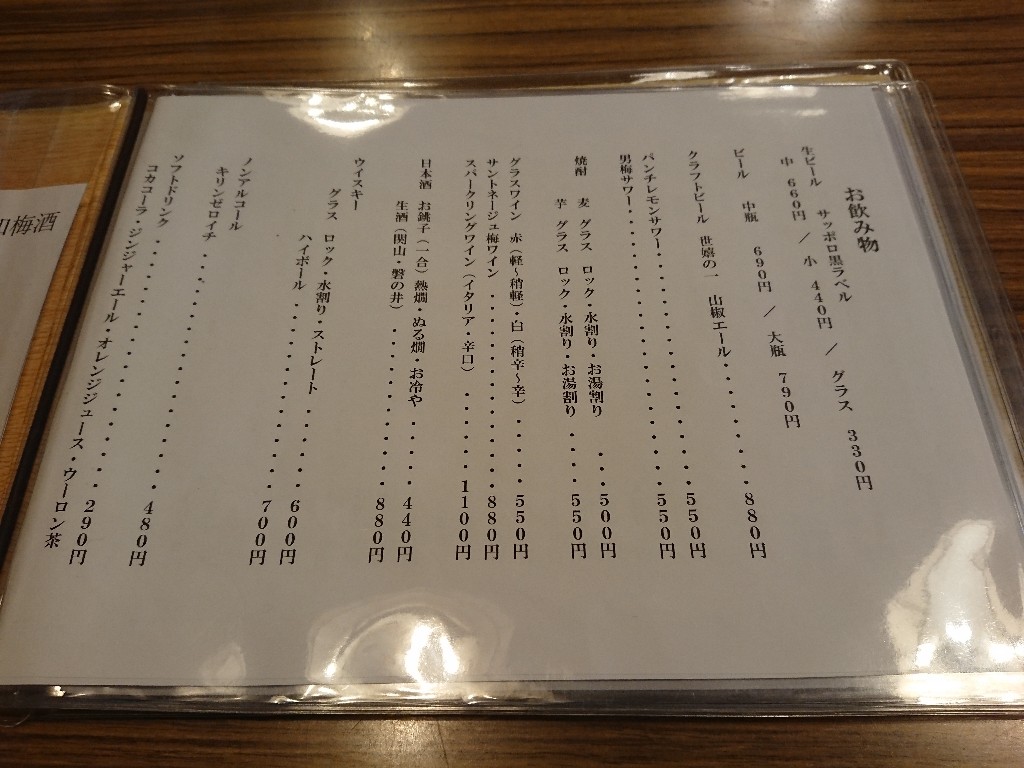 お飲み物
生ビール サッポロ黒ラベル
中 660円 / 小 440円 / グラス 330円
ビール 中瓶 690円 / 大瓶 790円
クラフトビール 世嬉の一 山椒エール・・・・・・・880円
パンチレモンサワー・・・・・・・・・・・・・・・550円
男梅サワー・・・・・・・・・・・・・・・・・・550円
焼酎 麦 グラス ロック・水割り・お湯割り ・・500円
芋 グラス ロック・水割り・お湯割り ・・・・550円
グラスワイン 赤(軽~稍軽)・白(稍辛~辛)・・・・・550円
サントネージュ梅ワイン ・・・・・・・・・・・・・880円
スパークリングワイン(イタリア・辛口) ・・・・・1100円
日本酒 お銚子(一合)熱燗・ぬる燗・お冷や ・・・・440円
生酒(関山・磐の井)・・・・・・・・・・・・880円
ウイスキー
グラス ロック・水割り・ストレート ・・・・・600円
ハイボール・・・・・・・・・・・・・・・700円
ノンアルコール
キリンゼロイチ ・・・・・・・・・・・・・・480円
ソフトドリンク ・・・・・・・・・・・・・・・290円
コカコーラ・ジンジャーエール・オレンジジュース・ウーロン茶
梅酒